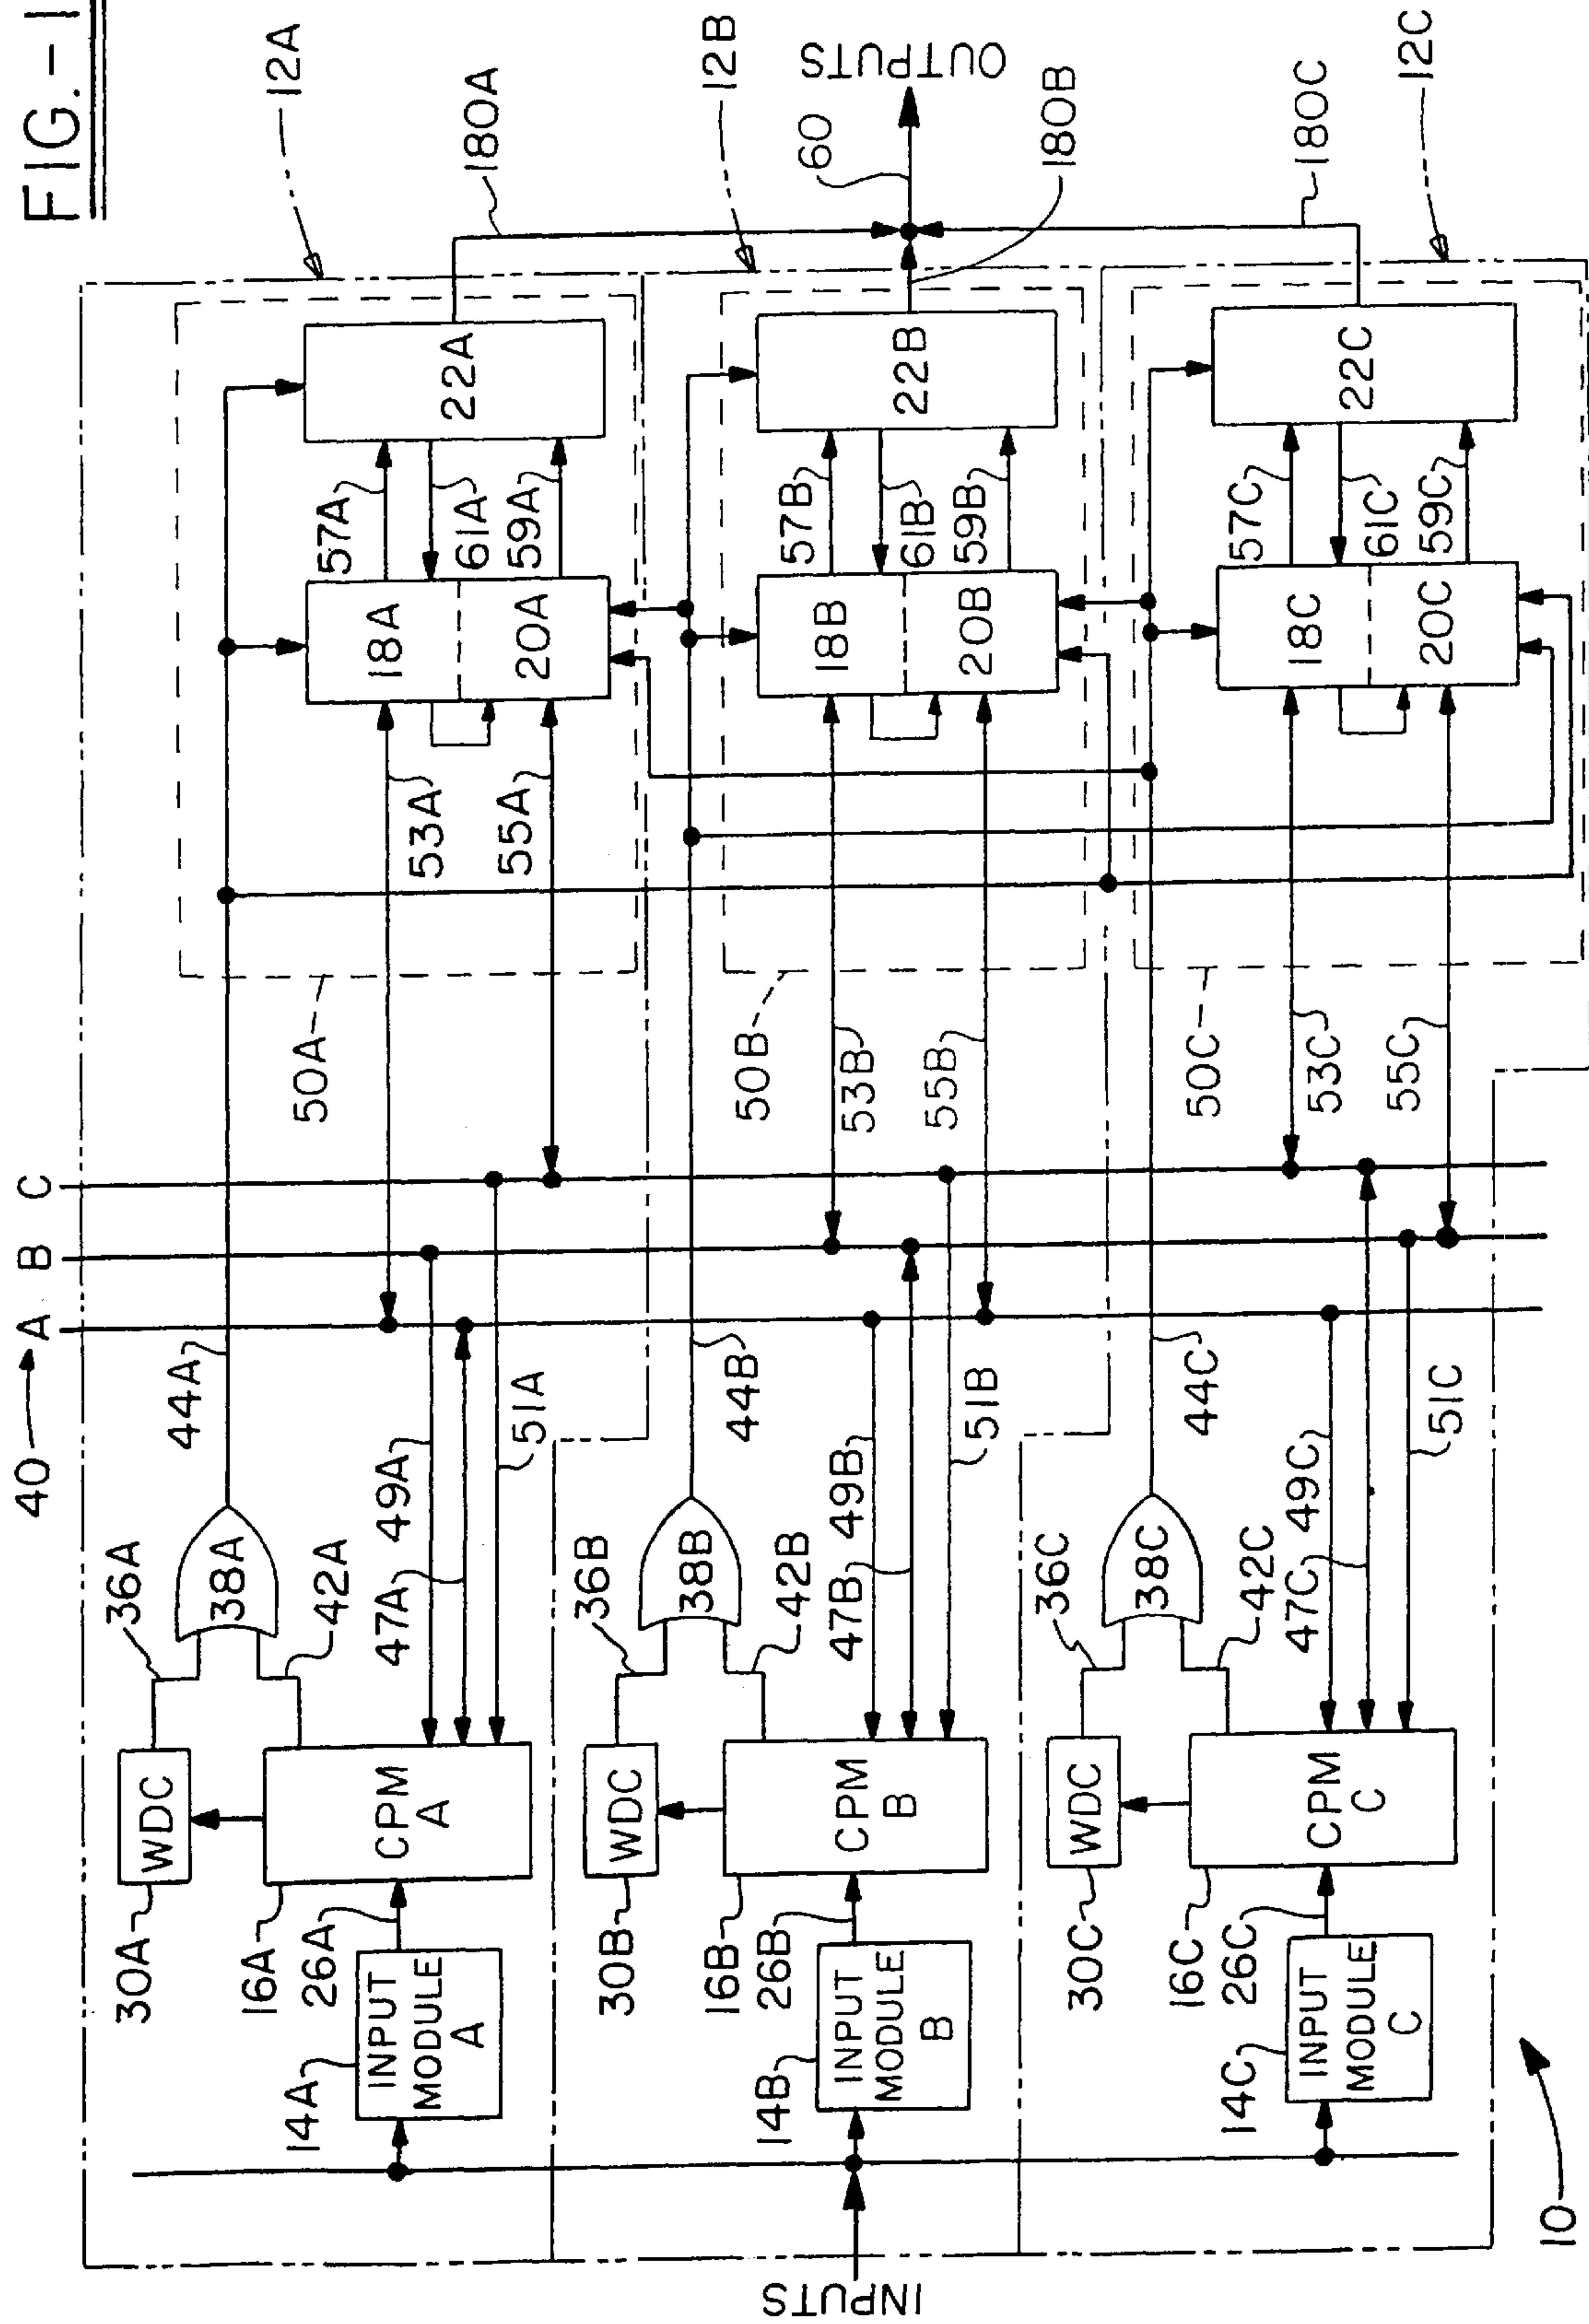 FIG.-1
40
A
B
C
12A
30A
WDC
36A
38A
44A
50A
57A
22A
180A
16A
CPM
A
42A
47A
49A
51A
53A
18A
61A
14A
INPUT
MODULE
A
26A
55A
20A
59A
12B
INPUTS
30B
WDC
36B
38B
44B
50B
57B
22B
60
OUTPUTS
16B
CPM
B
42B
47B
49B
51B
53B
18B
61B
180B
14B
INPUT
MODULE
B
26B
55B
20B
59B
30C
WDC
36C
38C
44C
50C
57C
22C
180C
16C
CPM
C
42C
47C
49C
51C
53C
18C
61C
14C
INPUT
MODULE
C
26C
55C
20C
59C
12C
10